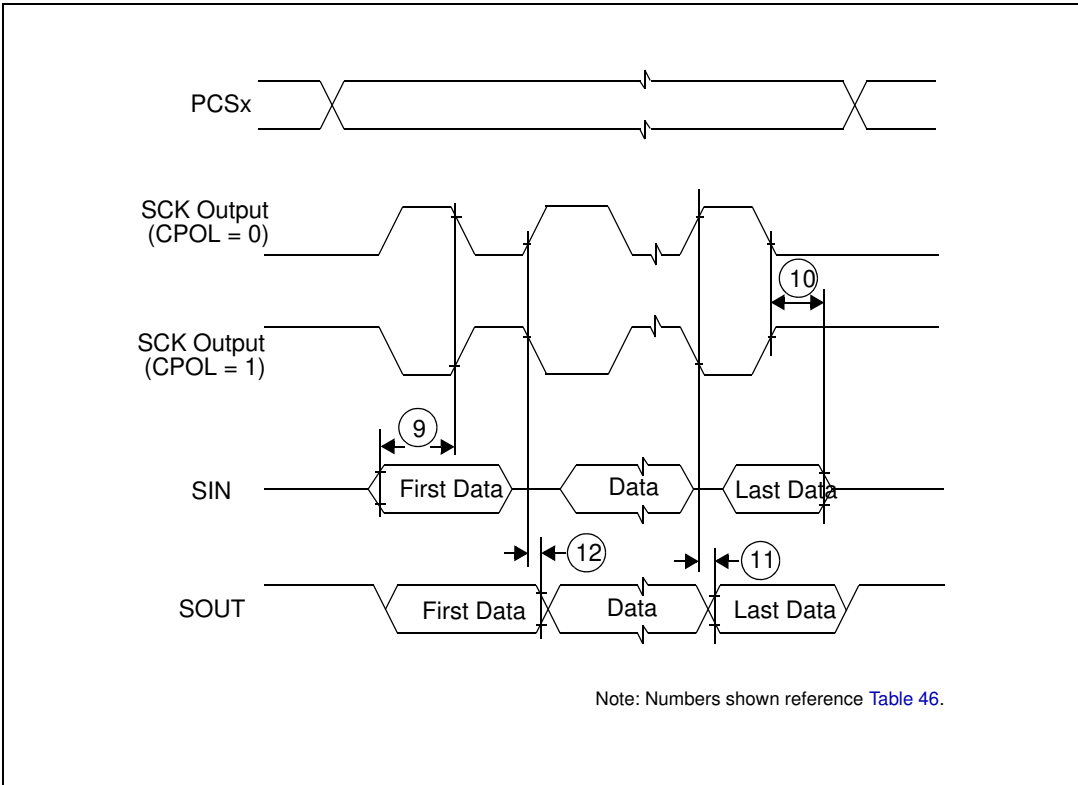 PCSx
SCK Output
(CPOL = 0)
10
SCK Output
(CPOL = 1)
9
SIN
First Data
Data
Last Data
12
11
SOUT
First Data
Data
Last Data
Note: Numbers shown reference Table 46.